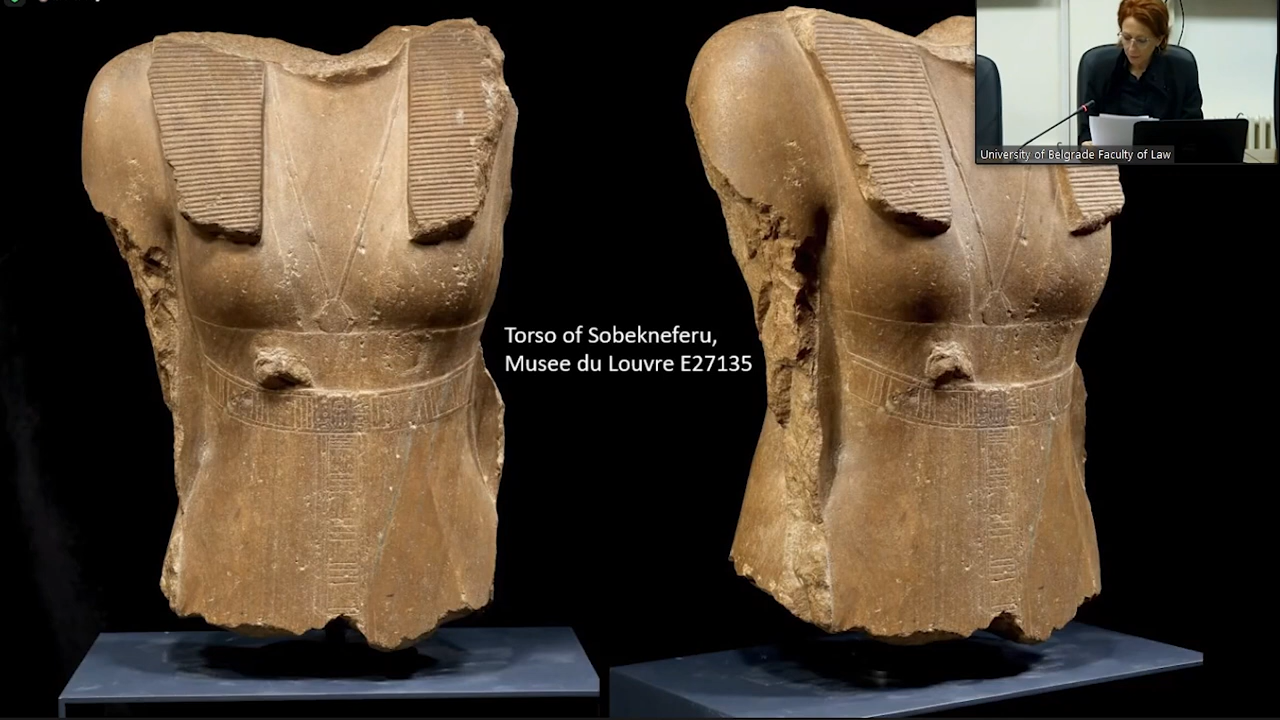 Torso of Sobekneferu,
Musee du Louvre E27135
University of Belgrade Faculty of Law